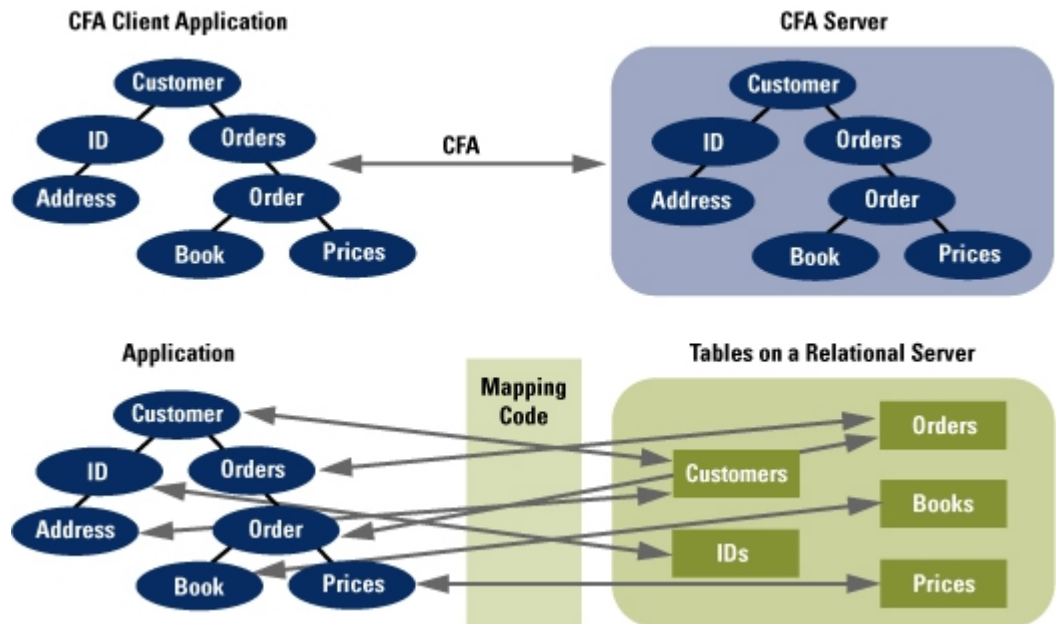 CFA Client Application
CFA Server
Customer
ID
Orders
Address
Order
Book
Prices
CFA
Customer
ID
Orders
Address
Order
Book
Prices
Application
Tables on a Relational Server
Mapping
Code
Customer
ID
Orders
Address
Order
Book
Prices
Customers
IDs
Orders
Books
Prices